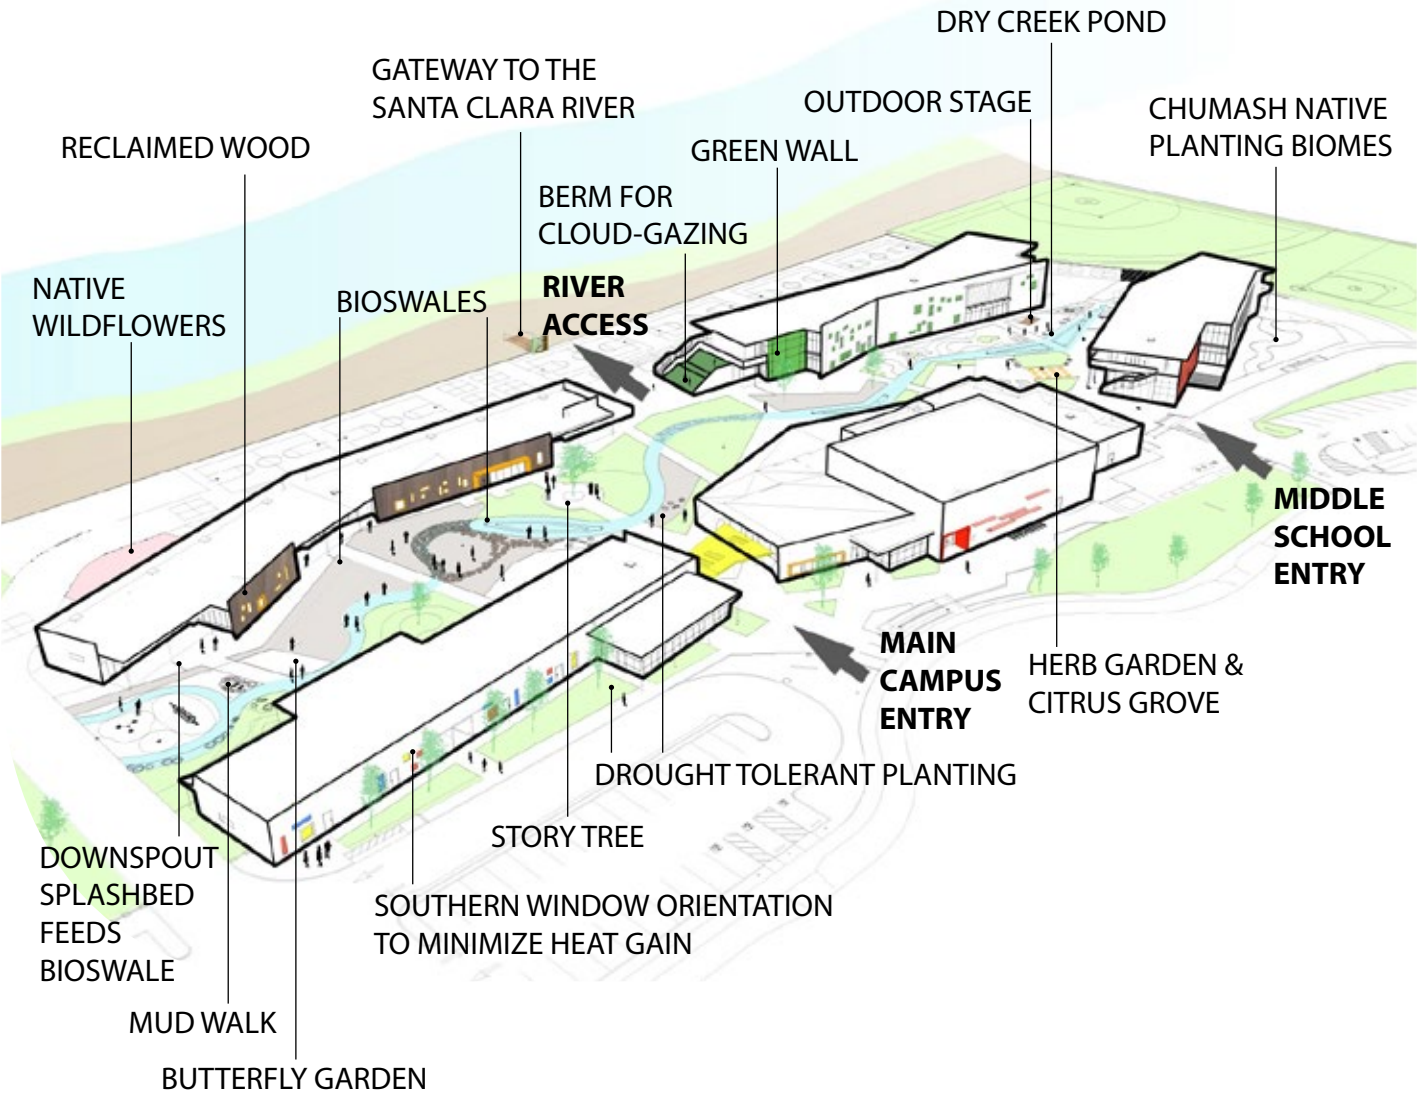 DRY CREEK POND
GATEWAY TO THE
SANTA CLARA RIVER
OUTDOOR STAGE
CHUMASH NATIVE
PLANTING BIOMES
RECLAIMED WOOD
GREEN WALL
BERM FOR
CLOUD-GAZING
NATIVE
WILDFLOWERS
BIOSWALES
RIVER
ACCESS
MIDDLE
SCHOOL
ENTRY
MAIN
CAMPUS
ENTRY
HERB GARDEN &
CITRUS GROVE
DROUGHT TOLERANT PLANTING
STORY TREE
DOWNSPOUT
SPLASHBED
FEEDS
BIOSWALE
SOUTHERN WINDOW ORIENTATION
TO MINIMIZE HEAT GAIN
MUD WALK
BUTTERFLY GARDEN